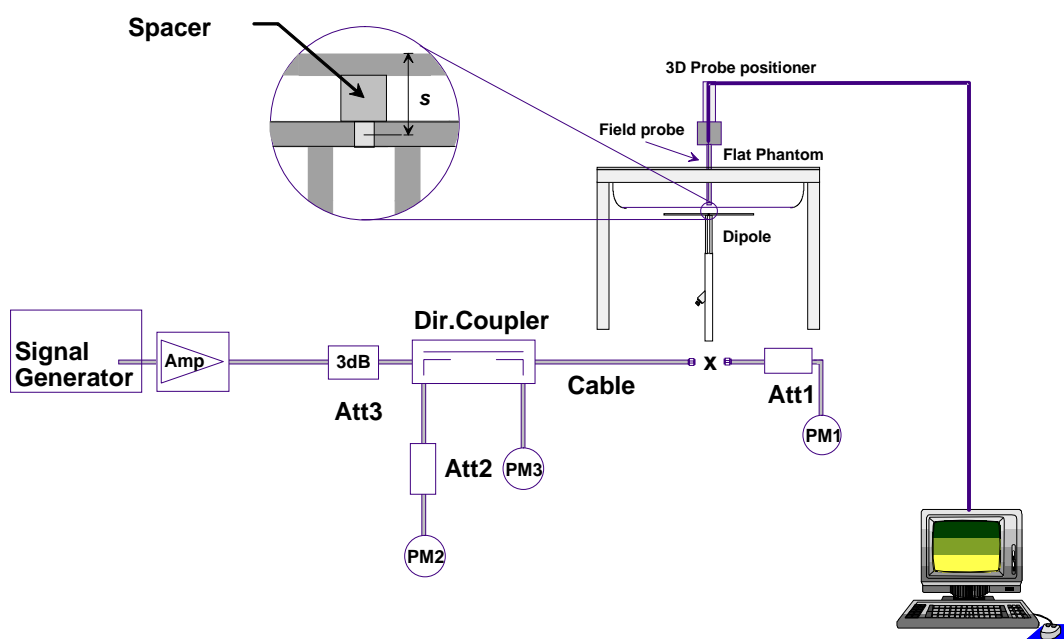 Spacer
s
3D Probe positioner
Field probe
Flat Phantom
Dipole
Dir.Coupler
Signal
Generator
Amp
3dB
Att3
Cable
x
Att1
PM1
Att2
PM3
PM2